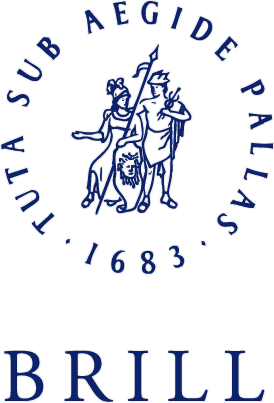 · TUTA SUB AEGIDE PALLAS ·
1683
BRILL